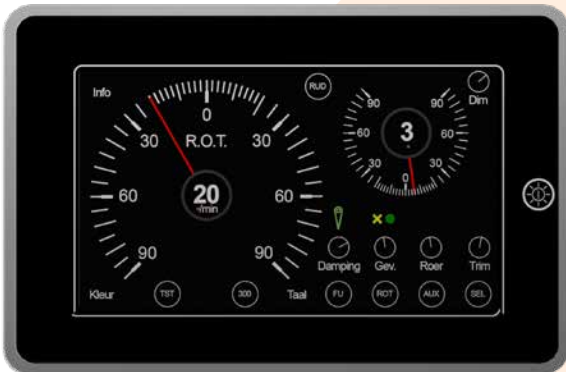 Info
RUD
Dim
0
30
R.O.T.
30
60
20
°/min
60
90
90
90
90
60
3
°
60
30
0
30
Damping
Gev.
Roer
Trim
Kleur
TST
300
Taal
FU
ROT
AUX
SEL